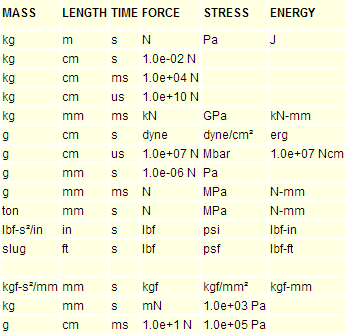 MASS LENGTH TIME FORCE STRESS ENERGY
kg m s N Pa J
kg cm s 1.0e-02 N
kg cm ms 1.0e+04 N
kg cm us 1.0e+10 N
kg mm ms kN GPa kN-mm
g cm s dyne dyne/cm² erg
g cm us 1.0e+07 N Mbar 1.0e+07 Ncm
g mm s 1.0e-06 N Pa
g mm ms N MPa N-mm
ton mm s N MPa N-mm
lbf-s²/in in s lbf psi lbf-in
slug ft s lbf psf lbf-ft
kgf-s²/mm mm s kgf kgf/mm² kgf-mm
kg mm s mN 1.0e+03 Pa
g cm ms 1.0e+1 N 1.0e+05 Pa